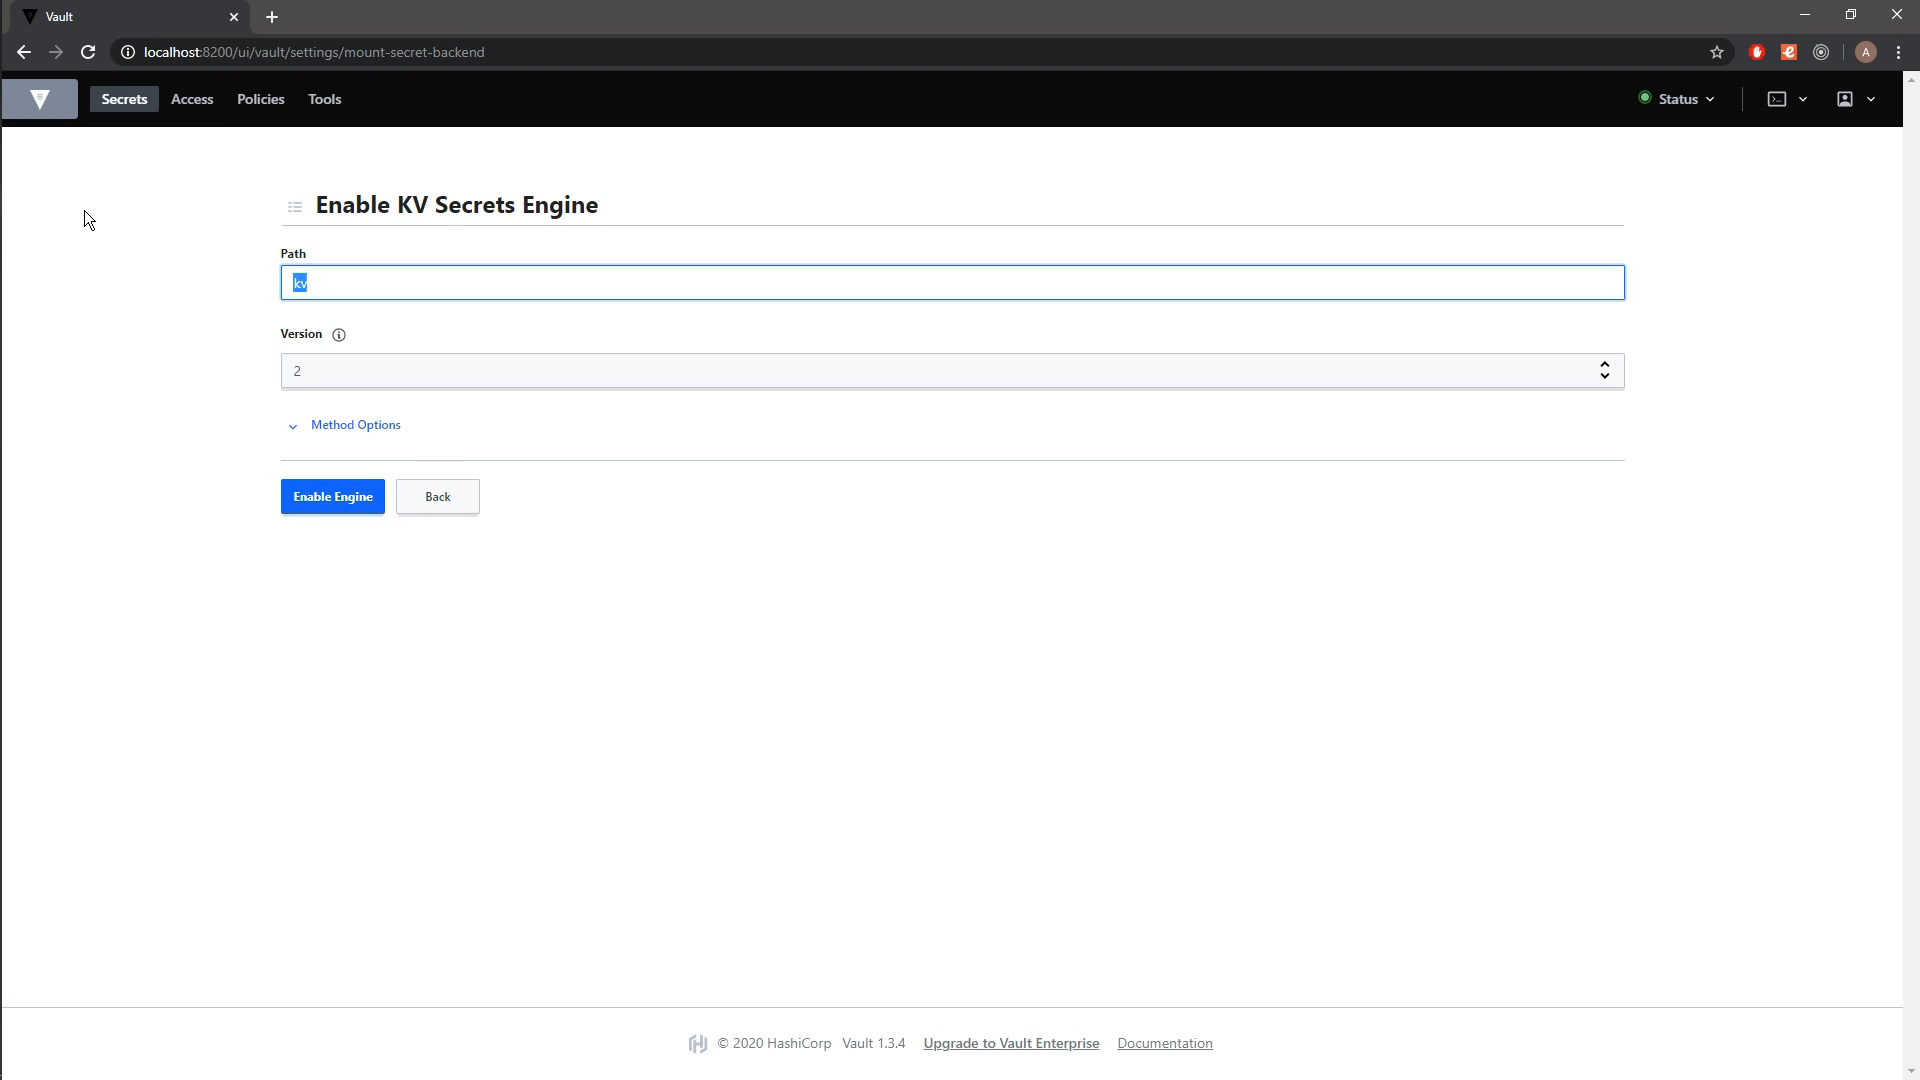 Vault
localhost:8200/ui/vault/settings/mount-secret-backend
A
Secrets Access Policies Tools
Status
Enable KV Secrets Engine
Path
kv
Version
2
Method Options
Enable Engine Back
© 2020 HashiCorp Vault 1.3.4 Upgrade to Vault Enterprise Documentation